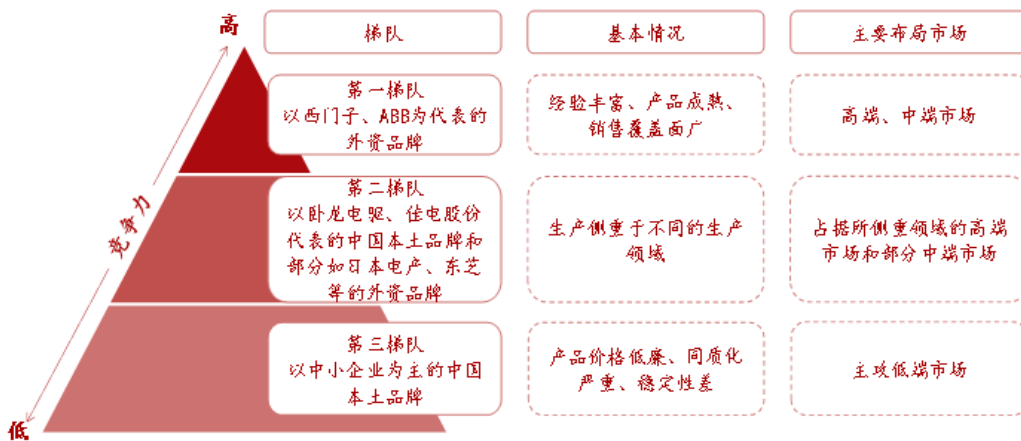 高
梯队
基本情况
主要布局市场
第一梯队
以西门子、ABB为代表的
外资品牌
经验丰富、产品成熟、
销售覆盖面广
高端、中端市场
竞争力
第二梯队
以卧龙电驱、佳电股份
代表的中国本土品牌和
部分如日本电产、东芝
等的外资品牌
生产侧重于不同的生产
领域
占据所侧重领域的高端
市场和部分中端市场
第三梯队
以中小企业为主的中国
本土品牌
产品价格低廉、同质化
严重、稳定性差
主攻低端市场
低